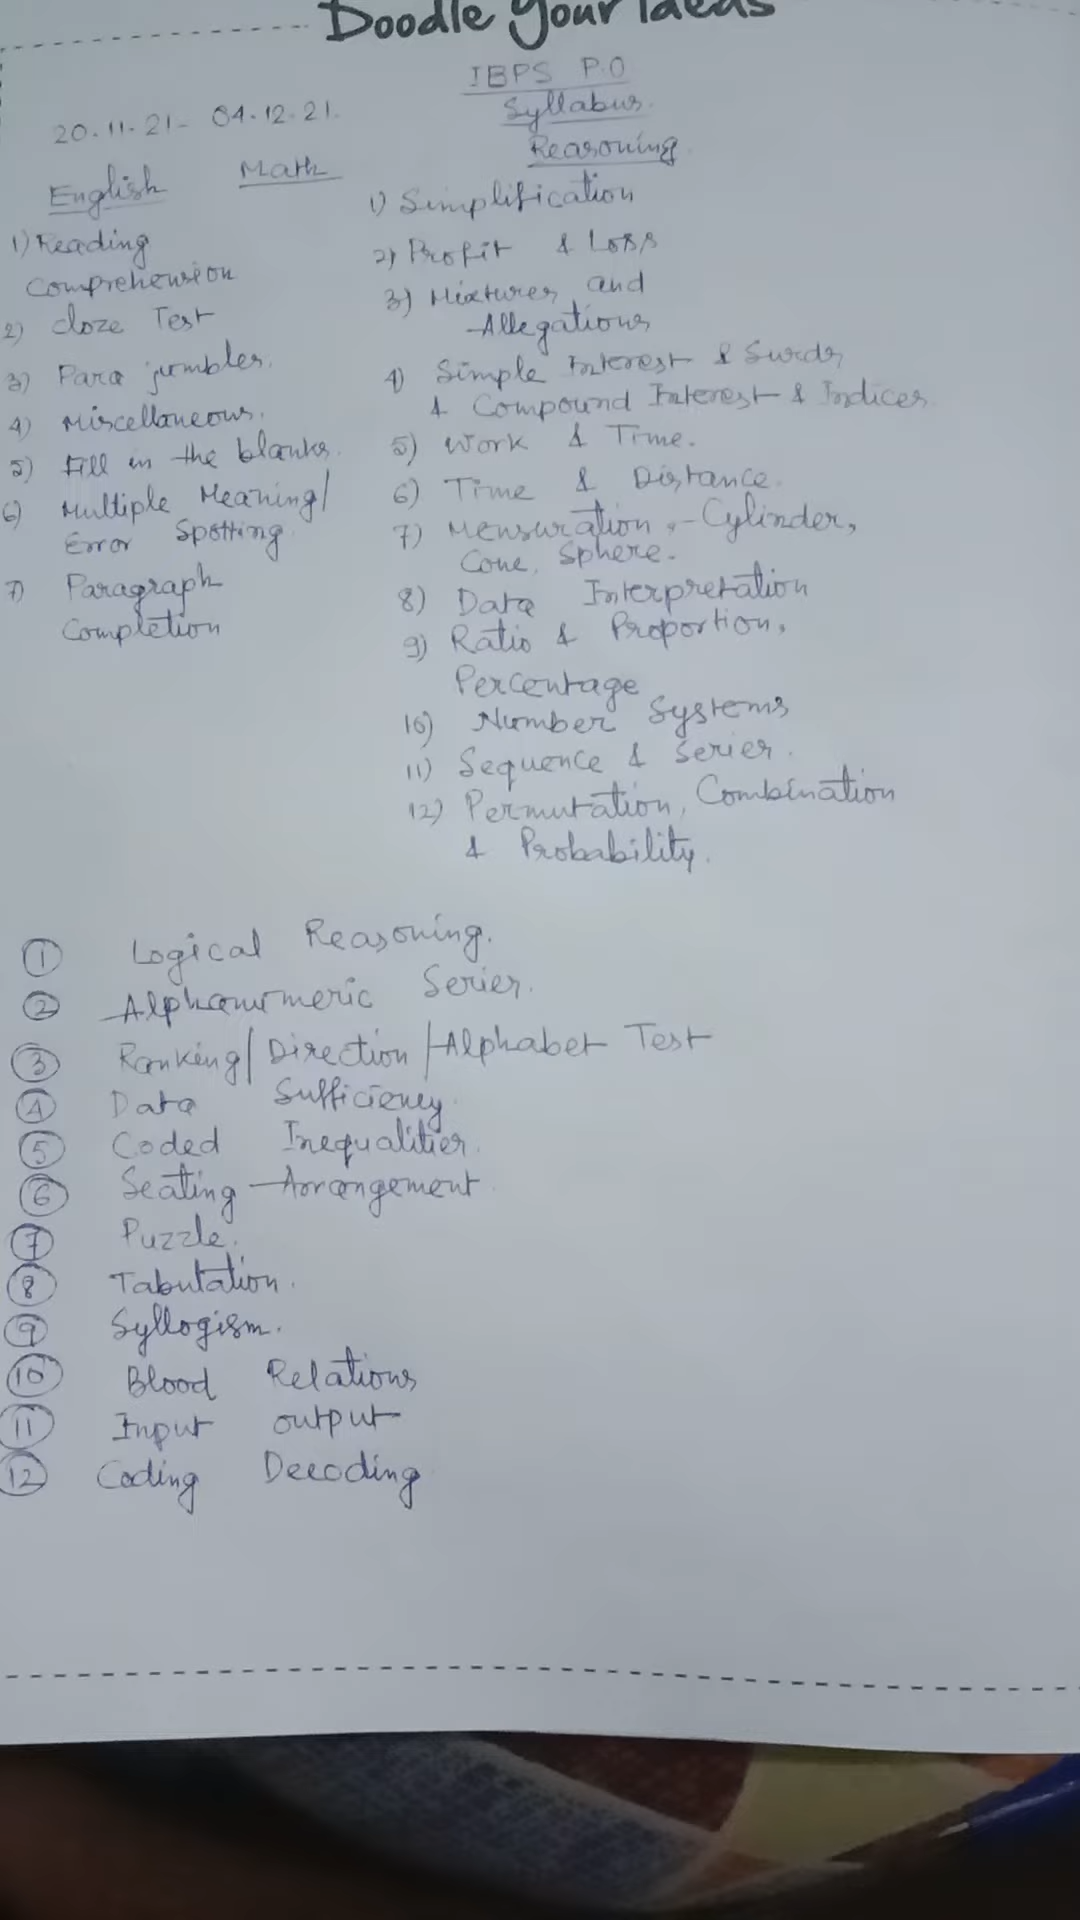 Doodle Your Ideas
IBPS P.O
20.11.21- 04.12.21.
Syllabus.
Reasoning
English
Math
1) Reading
Comprehension
2) Cloze Test
3) Para jumbles.
4) Miscellaneous.
5) Fill in the blanks.
6) Multiple Meaning/
Error Spotting
7) Paragraph
Completion
1) Simplification
2) Profit & Loss
3) Mixtures and
Allegations
4) Simple Interest & Surds
& Compound Interest & Indices
5) Work & Time.
6) Time & Distance.
7) Mensuration - Cylinder,
Cone, Sphere.
8) Data Interpretation
9) Ratio & Proportion,
Percentage
10) Number Systems
11) Sequence & Series.
12) Permutation, Combination
& Probability.
1 Logical Reasoning.
2 Alphanumeric Series.
3 Ranking/Direction/Alphabet Test
4 Data Sufficiency.
5 Coded Inequalities.
6 Seating Arrangement.
7 Puzzle.
8 Tabutation.
9 Syllogism.
10 Blood Relations
11 Input output
12 Coding Decoding